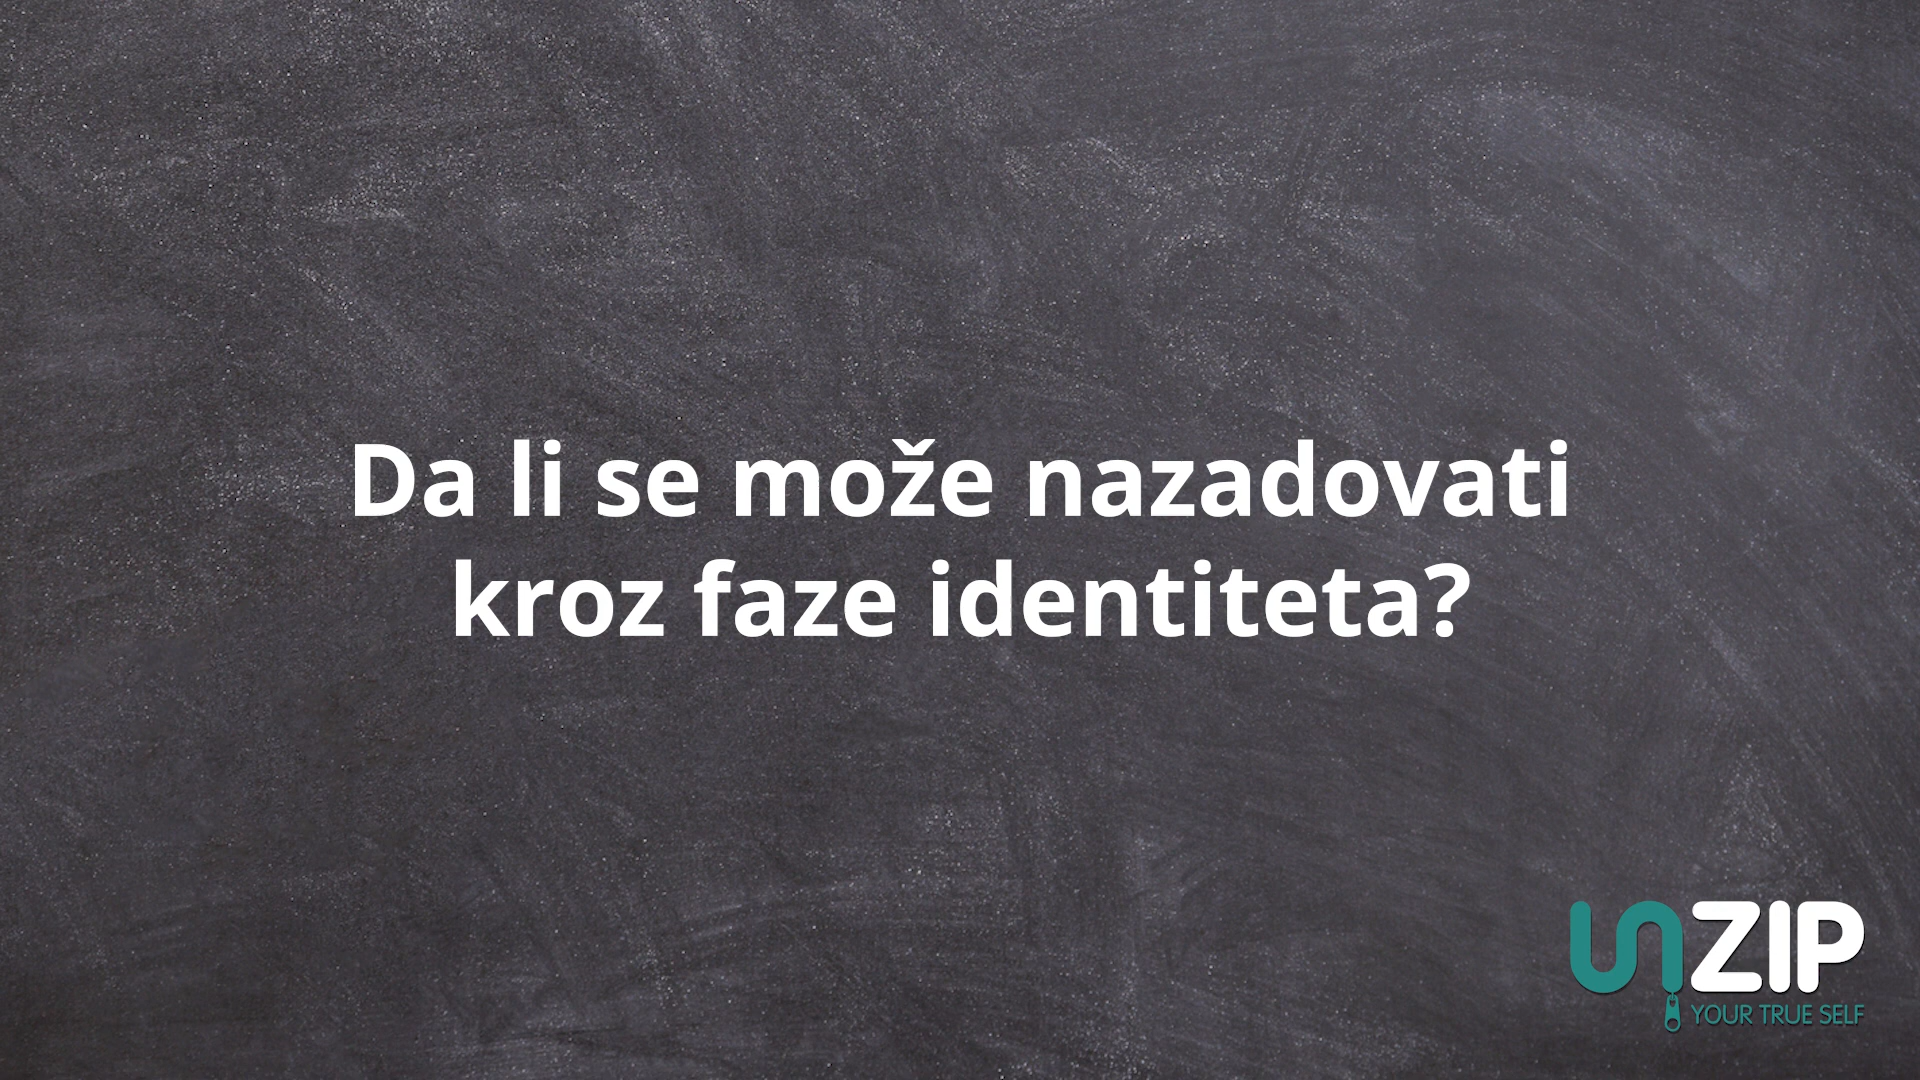 Da li se može nazadovati
kroz faze identiteta?
unZIP
YOUR TRUE SELF